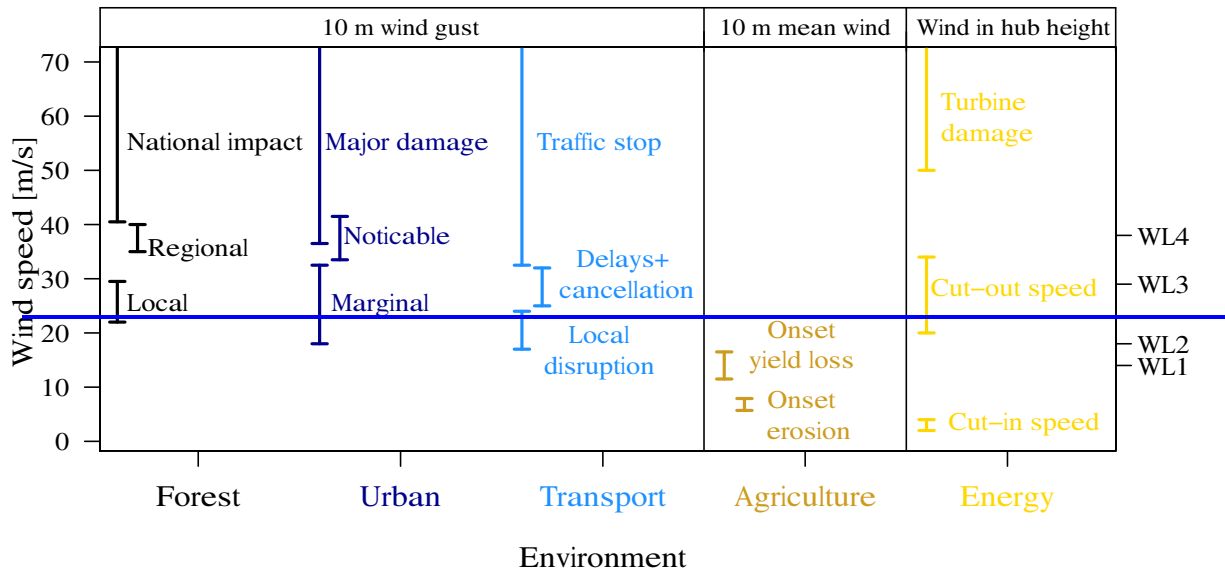 10 m wind gust
10 m mean wind
Wind in hub height
Wind speed [m/s]
70
60
50
40
30
20
10
0
National impact
Regional
Local
Major damage
Noticable
Marginal
Traffic stop
Delays+
cancellation
Local
disruption
Onset
yield loss
Onset
erosion
Turbine
damage
Cut−out speed
Cut−in speed
WL4
WL3
WL2
WL1
Forest
Urban
Transport
Agriculture
Energy
Environment